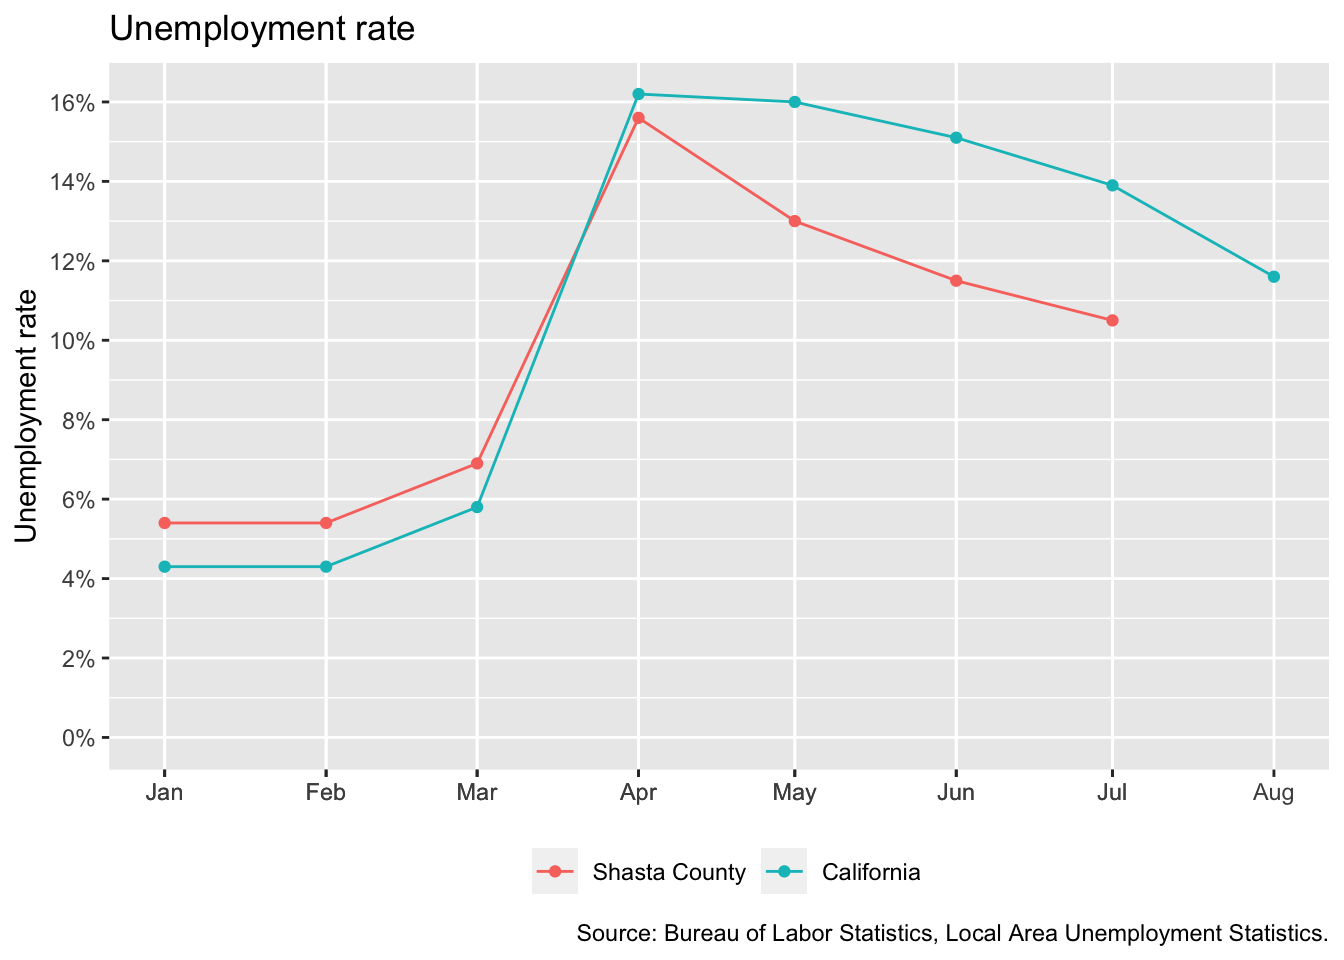 Unemployment rate
Unemployment rate
16%
14%
12%
10%
8%
6%
4%
2%
0%
Jan Feb Mar Apr May Jun Jul Aug
Shasta County California
Source: Bureau of Labor Statistics, Local Area Unemployment Statistics.